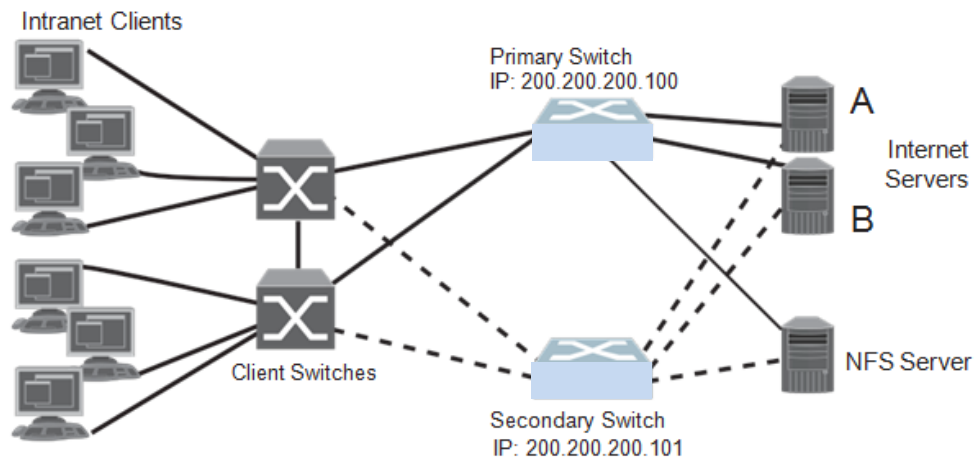 Intranet Clients
Primary Switch
IP: 200.200.200.100
A
Internet
Servers
B
Client Switches
NFS Server
Secondary Switch
IP: 200.200.200.101